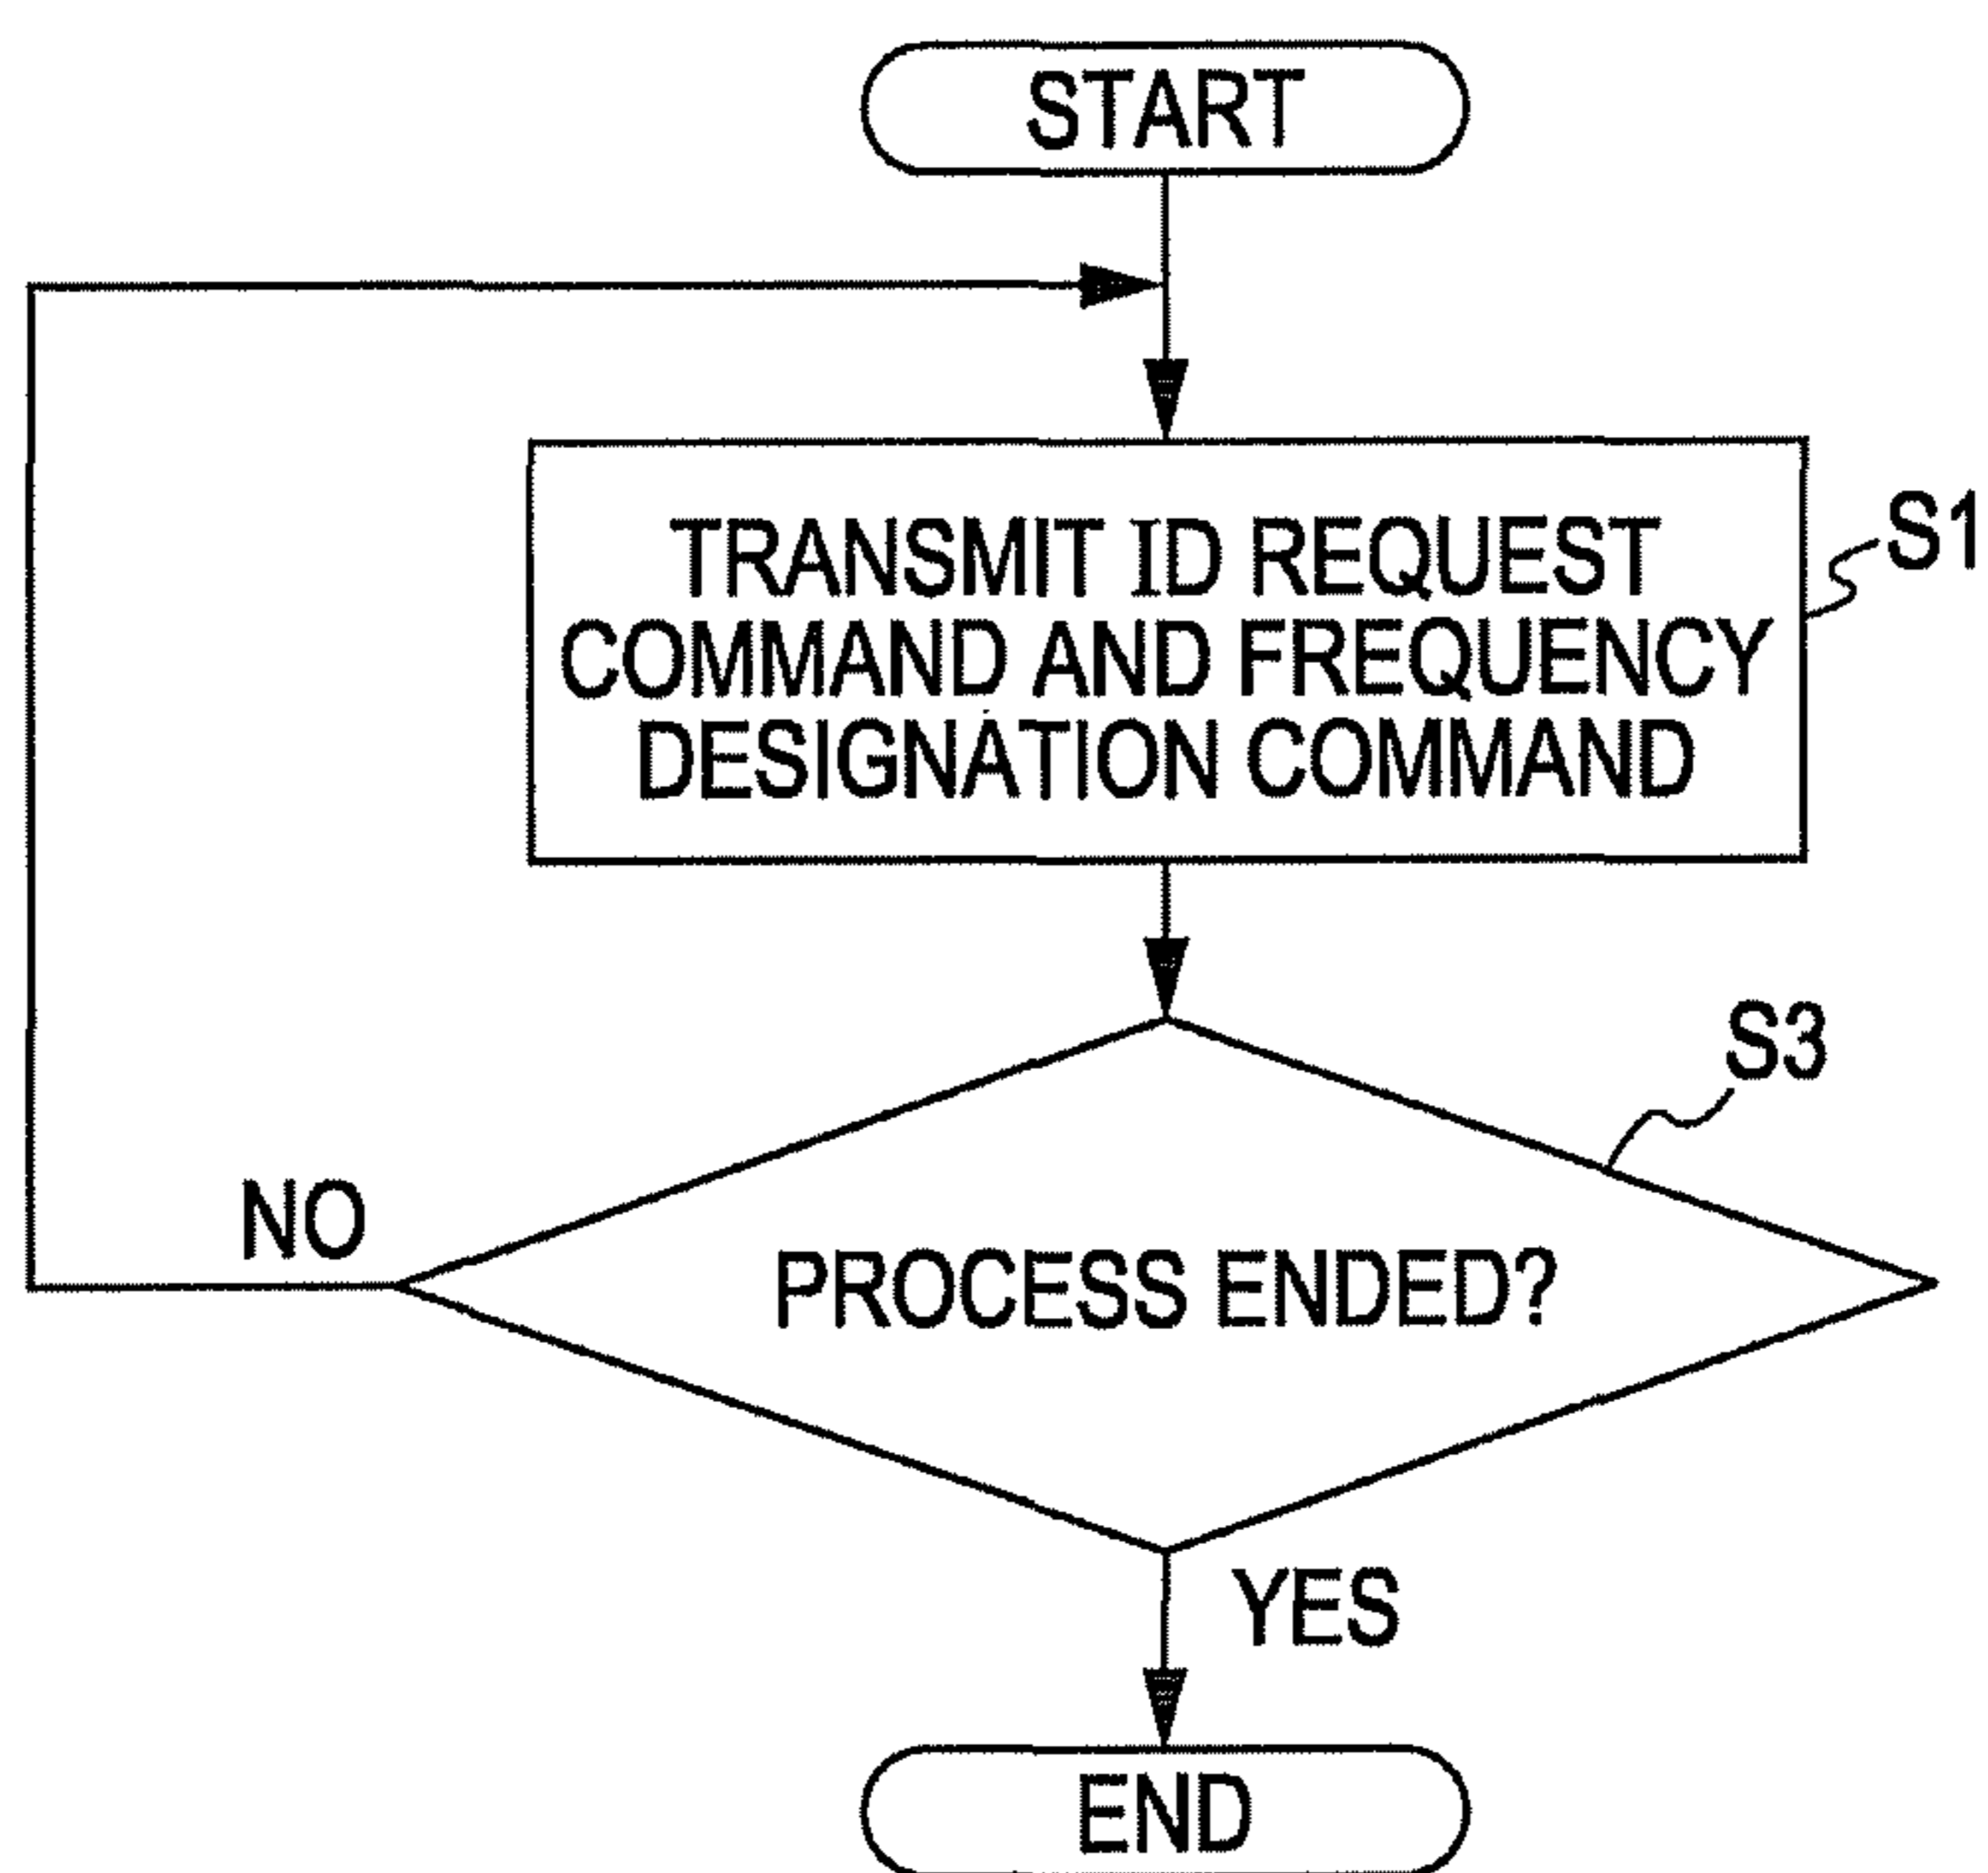 START
TRANSMIT ID REQUEST
COMMAND AND FREQUENCY
DESIGNATION COMMAND
S1
S3
NO
PROCESS ENDED?
YES
END